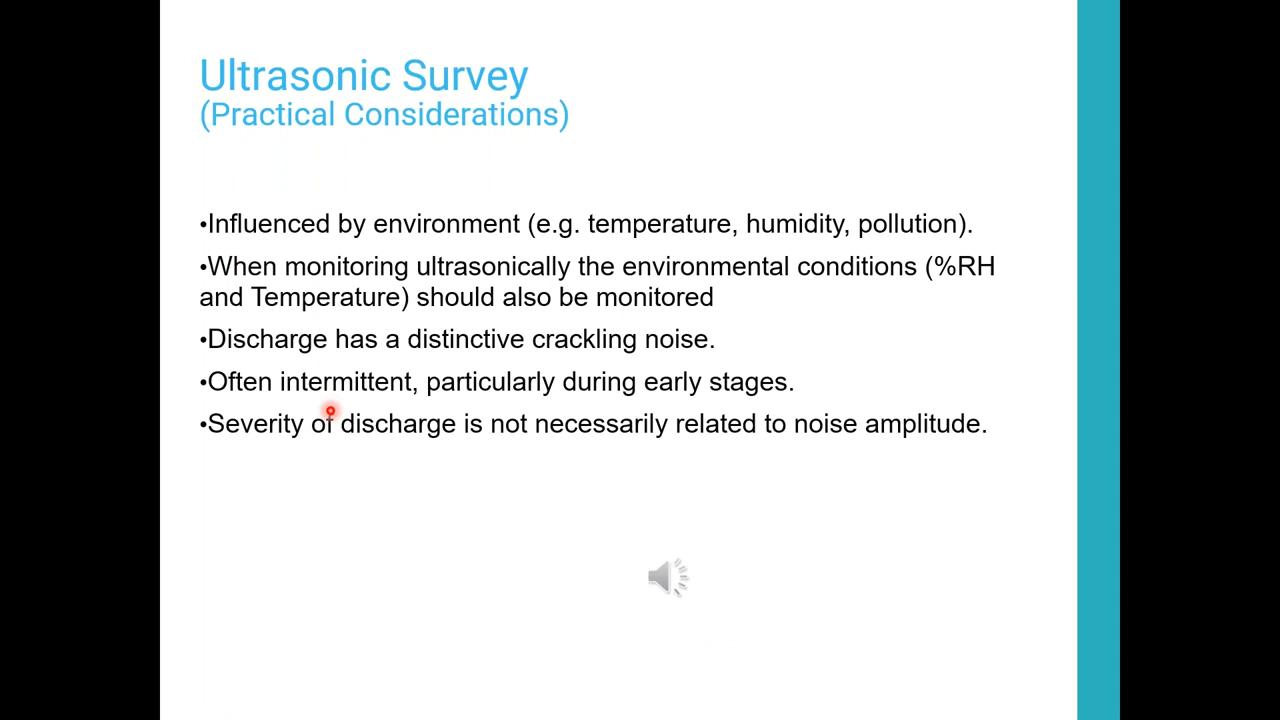 Ultrasonic Survey
(Practical Considerations)
•Influenced by environment (e.g. temperature, humidity, pollution).
•When monitoring ultrasonically the environmental conditions (%RH
and Temperature) should also be monitored
•Discharge has a distinctive crackling noise.
•Often intermittent, particularly during early stages.
•Severity of discharge is not necessarily related to noise amplitude.